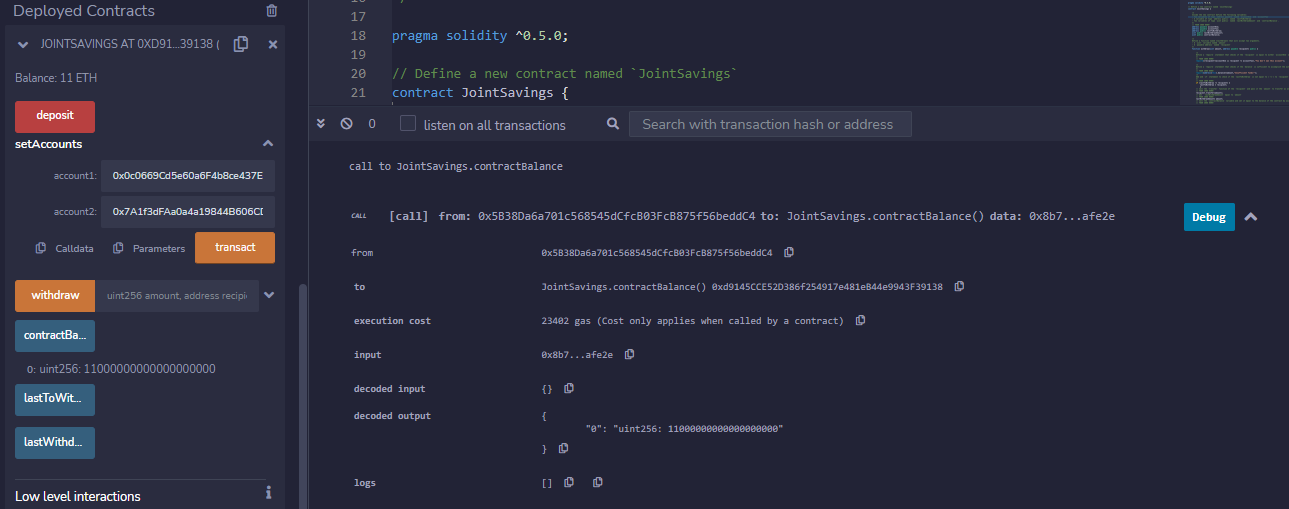 Deployed Contracts
JOINTSAVINGS AT 0XD91...39138 (
Balance: 11 ETH
deposit
setAccounts
account1: 0x0c0669Cd5e60a6F4b8ce437E
account2: 0x7A1f3dFAa0a4a19844B606CD
Calldata Parameters transact
withdraw uint256 amount, address recipie
contractBa...
0: uint256: 11000000000000000000
lastToWit...
lastWithd...
Low level interactions
17
18 pragma solidity ^0.5.0;
19
20 // Define a new contract named `JointSavings`
21 contract JointSavings {
0 listen on all transactions Search with transaction hash or address
call to JointSavings.contractBalance
CALL [call] from: 0x5B38Da6a701c568545dCfcB03FcB875f56beddC4 to: JointSavings.contractBalance() data: 0x8b7...afe2e Debug
from 0x5B38Da6a701c568545dCfcB03FcB875f56beddC4
to JointSavings.contractBalance() 0xd9145CCE52D386f254917e481eB44e9943F39138
execution cost 23402 gas (Cost only applies when called by a contract)
input 0x8b7...afe2e
decoded input {}
decoded output {
"0": "uint256: 11000000000000000000"
}
logs []